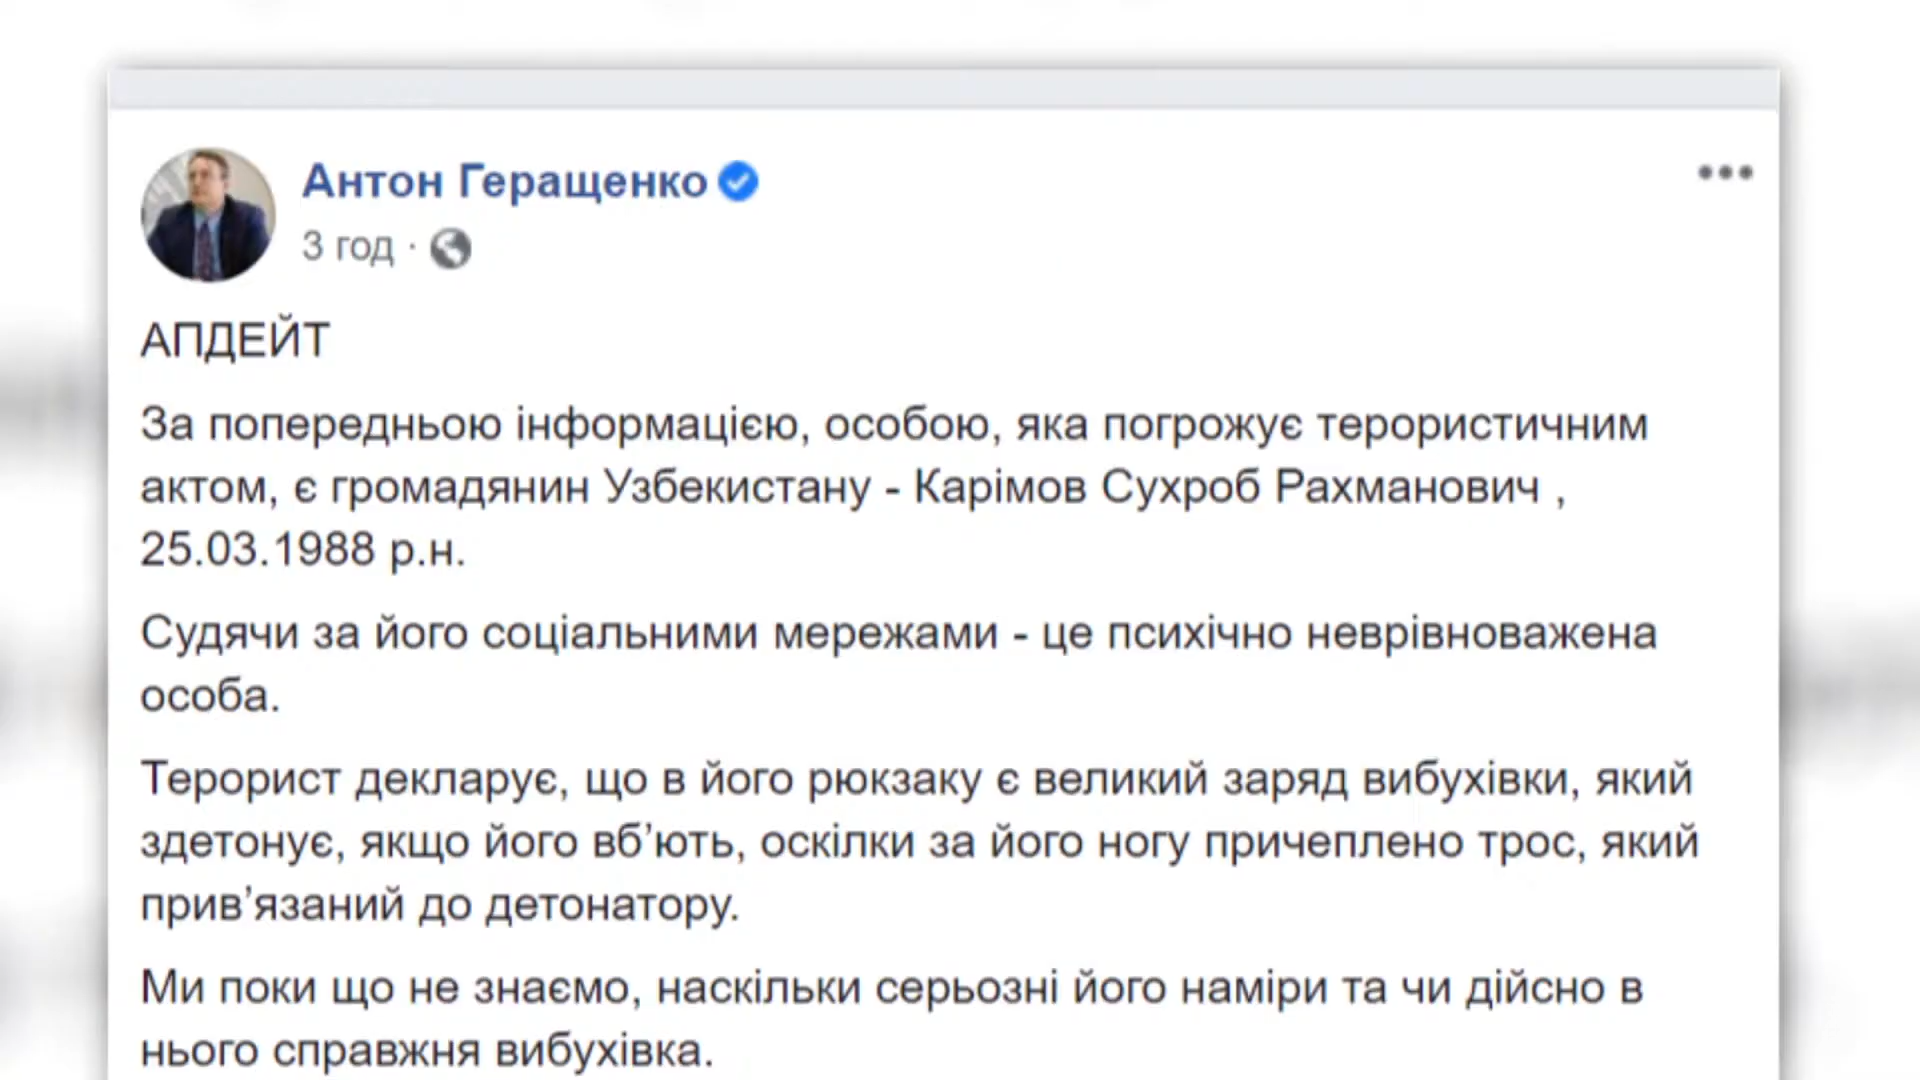 Антон Геращенко
3 год ·
АПДЕЙТ
За попередньою інформацією, особою, яка погрожує терористичним
актом, є громадянин Узбекистану - Карімов Сухроб Рахманович ,
25.03.1988 р.н.
Судячи за його соціальними мережами - це психічно неврівноважена
особа.
Терорист декларує, що в його рюкзаку є великий заряд вибухівки, який
здетонує, якщо його вб’ють, оскілки за його ногу причеплено трос, який
прив’язаний до детонатору.
Ми поки що не знаємо, наскільки серьозні його наміри та чи дійсно в
нього справжня вибухівка.